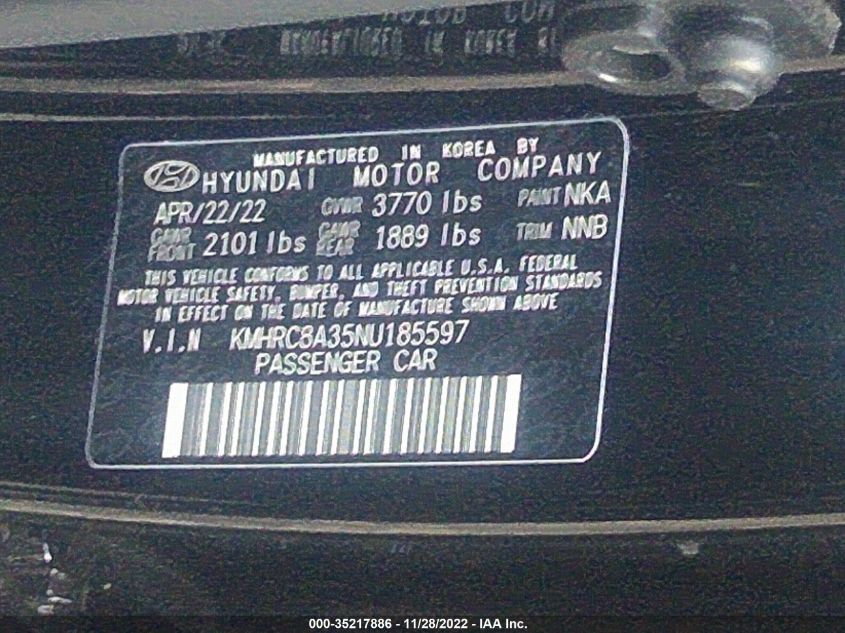 MANUFACTURED IN KOREA BY
HYUNDAI MOTOR COMPANY
APR/22/22 GVWR 3770 lbs PAINT NKA
GAWR FRONT 2101 lbs GAWR REAR 1889 lbs TRIM NNB
THIS VEHICLE CONFORMS TO ALL APPLICABLE U.S.A. FEDERAL
MOTOR VEHICLE SAFETY, BUMPER, AND THEFT PREVENTION STANDARDS
IN EFFECT ON THE DATE OF MANUFACTURE SHOWN ABOVE
V.I.N KMHRC8A35NU185597
PASSENGER CAR
000-35217886 - 11/28/2022 - IAA Inc.